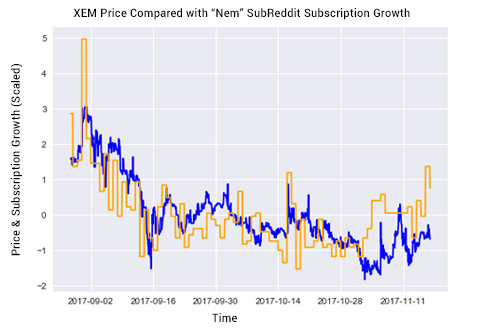 XEM Price Compared with “Nem” SubReddit Subscription Growth
Price & Subscription Growth (Scaled)
5
4
3
2
1
0
−1
−2
2017-09-02 2017-09-16 2017-09-30 2017-10-14 2017-10-28 2017-11-11
Time